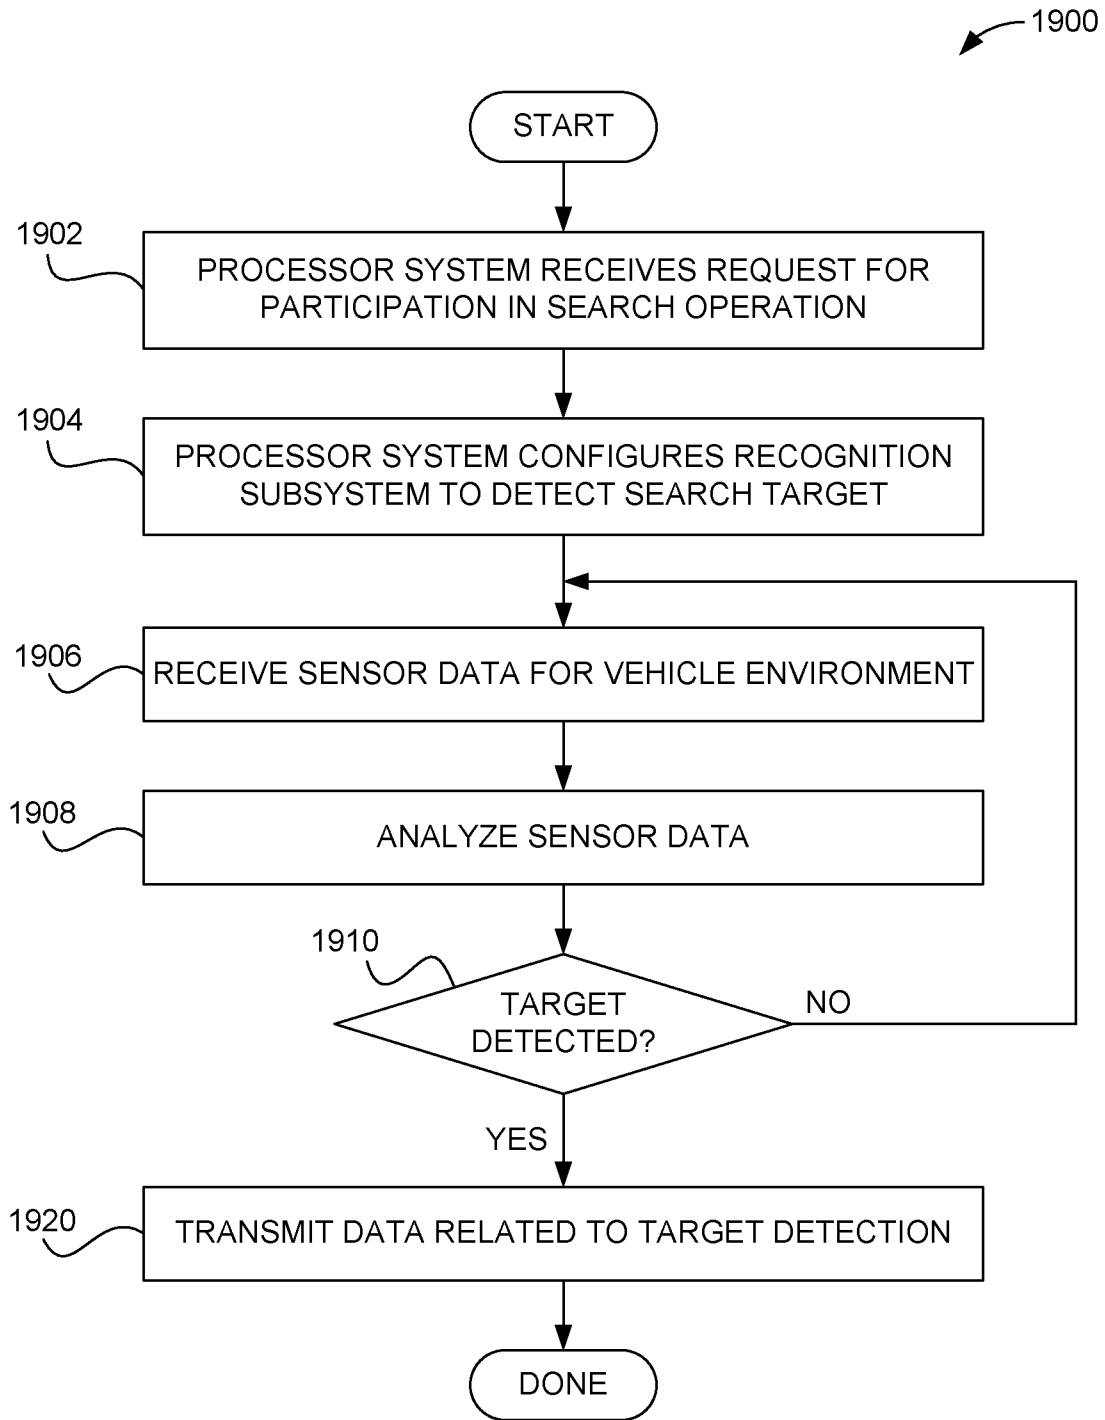 1900
START
1902
PROCESSOR SYSTEM RECEIVES REQUEST FOR
PARTICIPATION IN SEARCH OPERATION
1904
PROCESSOR SYSTEM CONFIGURES RECOGNITION
SUBSYSTEM TO DETECT SEARCH TARGET
1906
RECEIVE SENSOR DATA FOR VEHICLE ENVIRONMENT
1908
ANALYZE SENSOR DATA
1910
TARGET
DETECTED?
NO
YES
1920
TRANSMIT DATA RELATED TO TARGET DETECTION
DONE